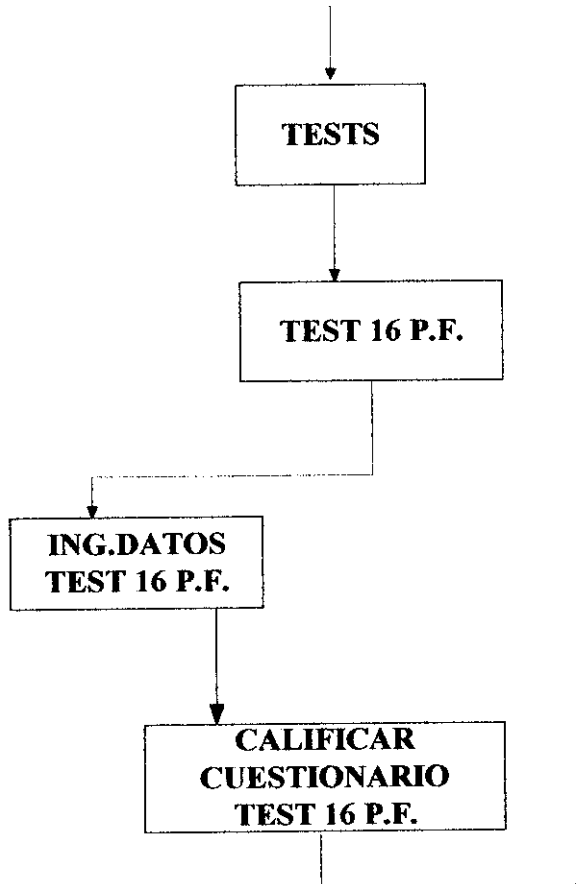 TESTS
TEST 16 P.F.
ING.DATOS
TEST 16 P.F.
CALIFICAR
CUESTIONARIO
TEST 16 P.F.